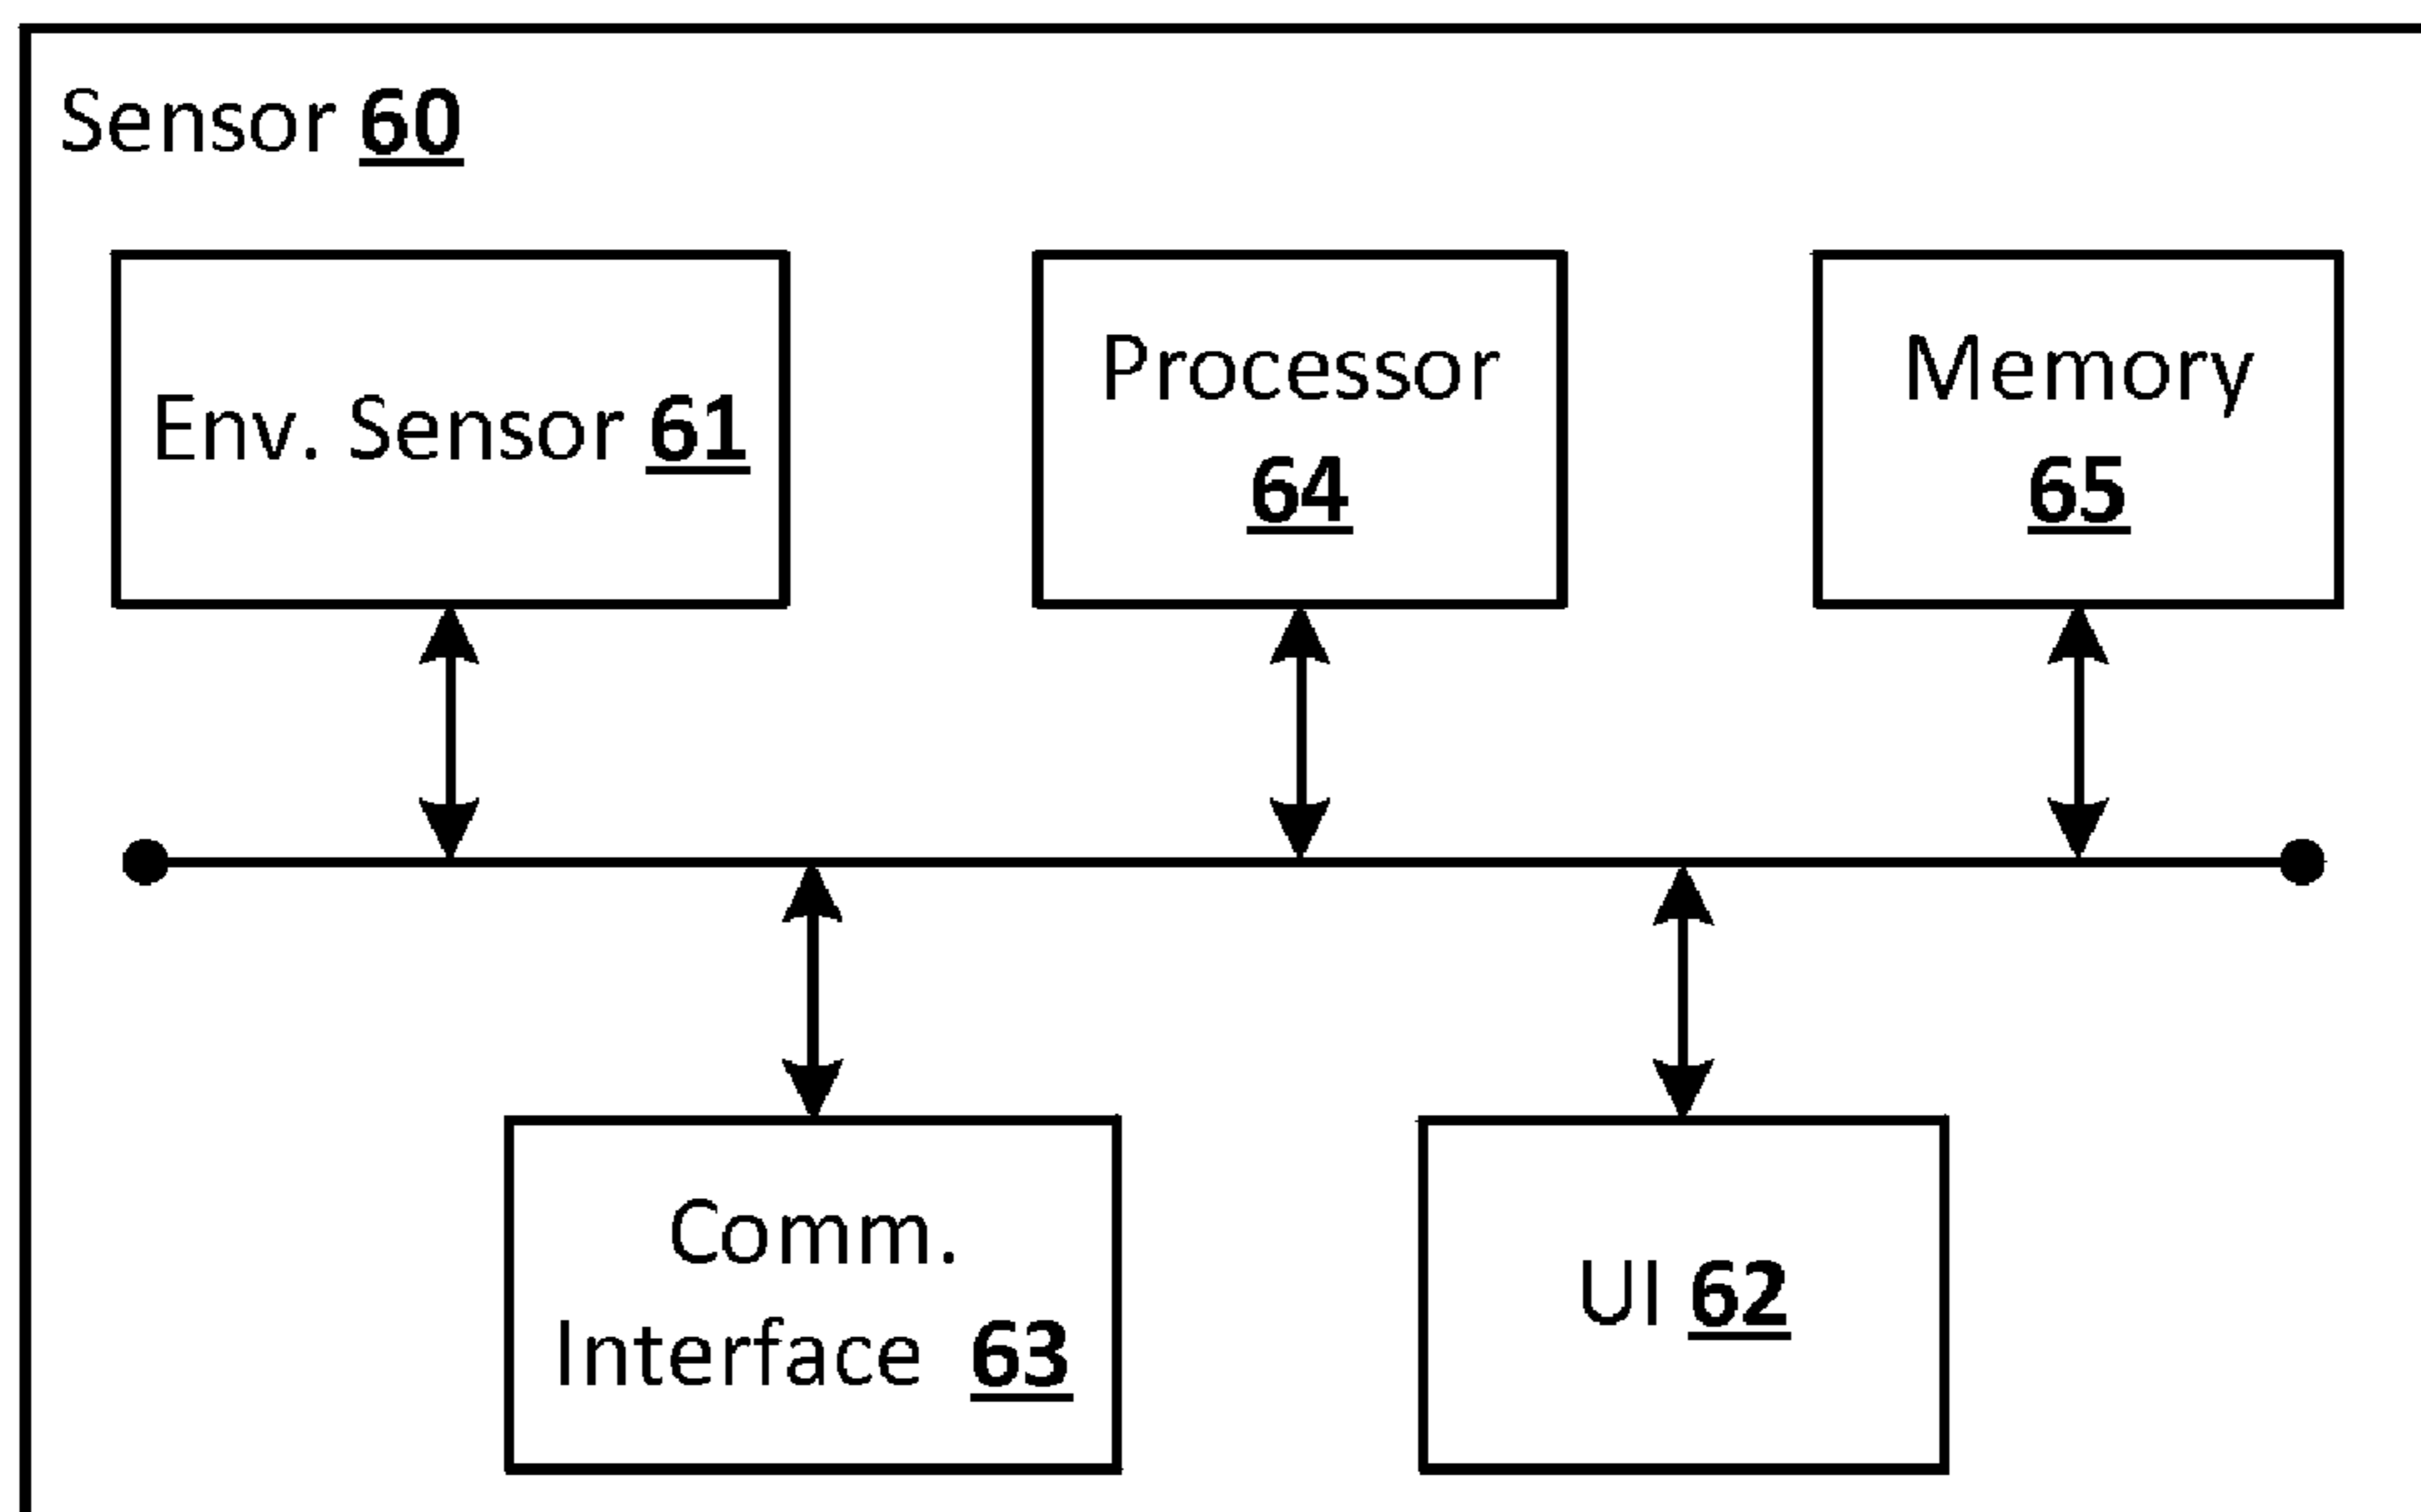 Sensor 60
Env. Sensor 61
Processor
64
Memory
65
Comm.
Interface 63
UI 62